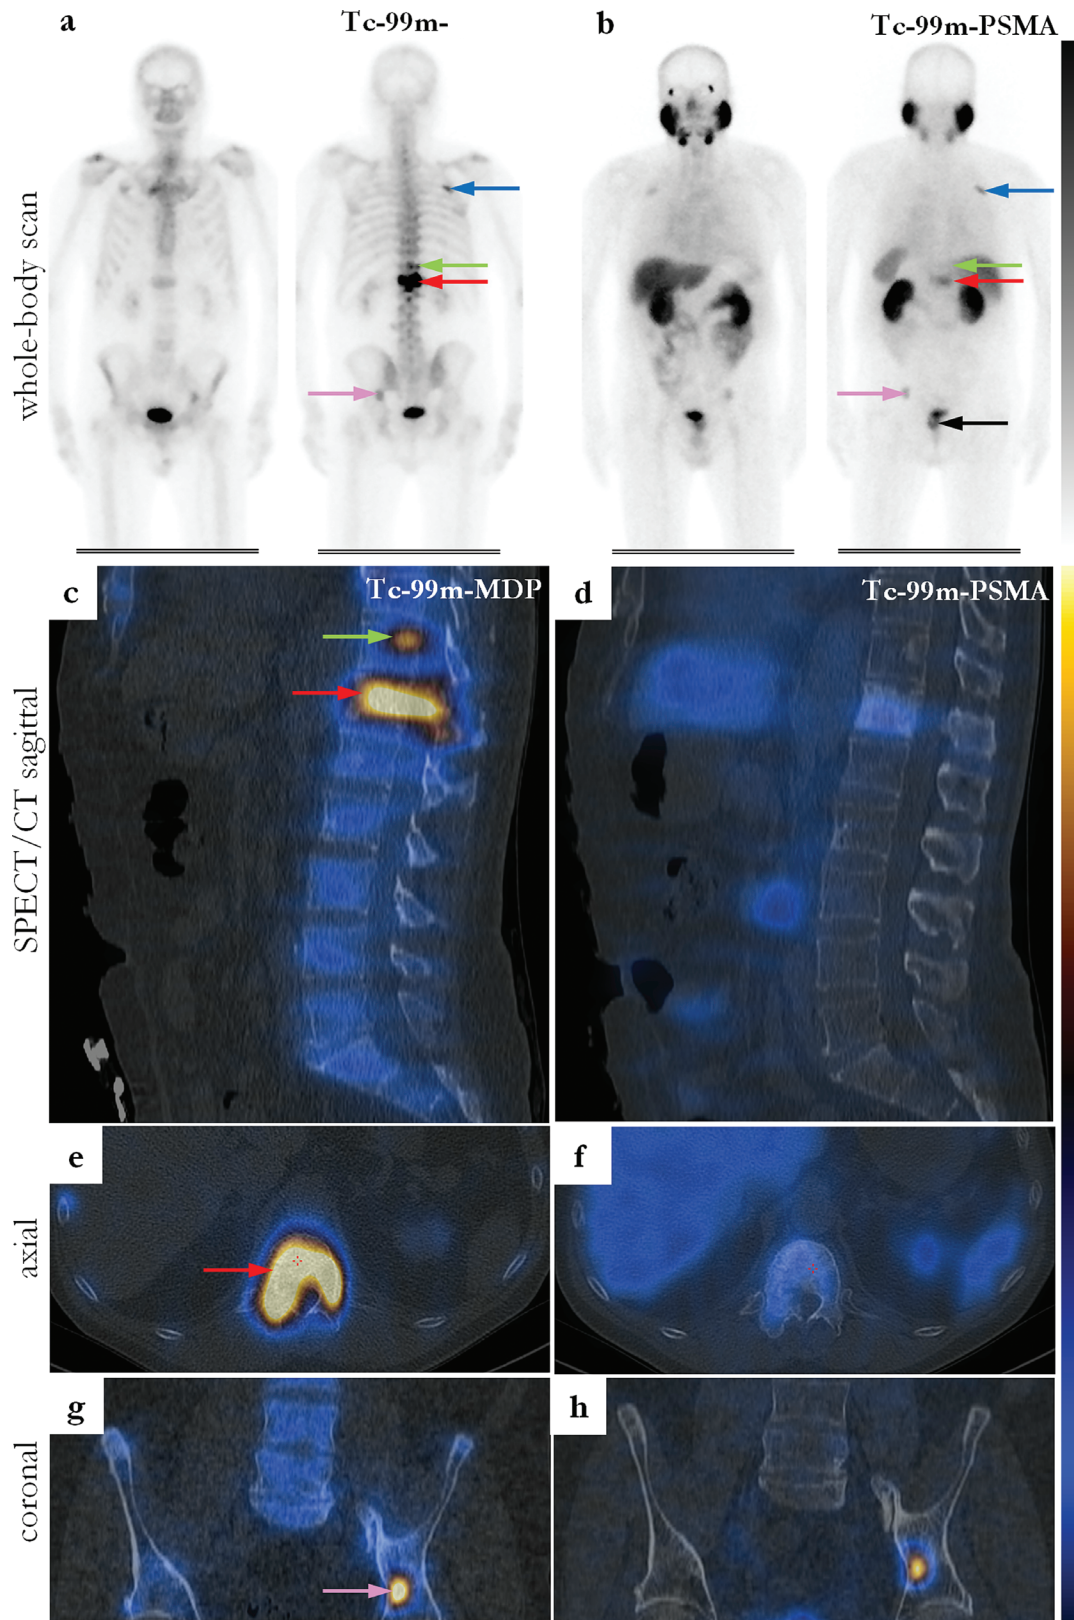 a
Tc-99m-
b
Tc-99m-PSMA
whole-body scan
c
Tc-99m-MDP
d
Tc-99m-PSMA
SPECT/CT sagittal
e
f
axial
g
h
coronal